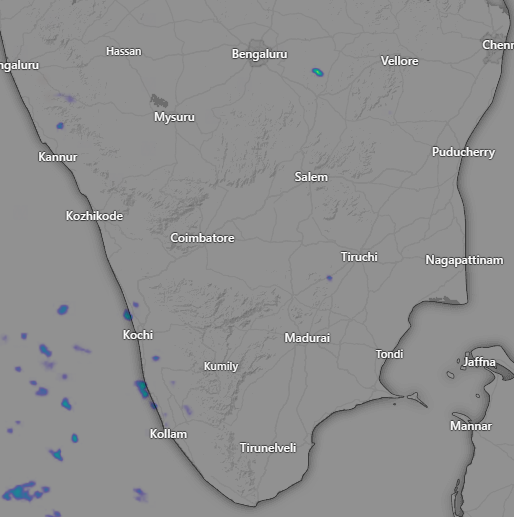 Hassan
Bengaluru
Chenn
ngaluru
Vellore
Mysuru
Kannur
Puducherry
Salem
Kozhikode
Coimbatore
Tiruchi
Nagapattinam
Kochi
Madurai
Tondi
Kumily
Jaffna
Mannar
Kollam
Tirunelveli